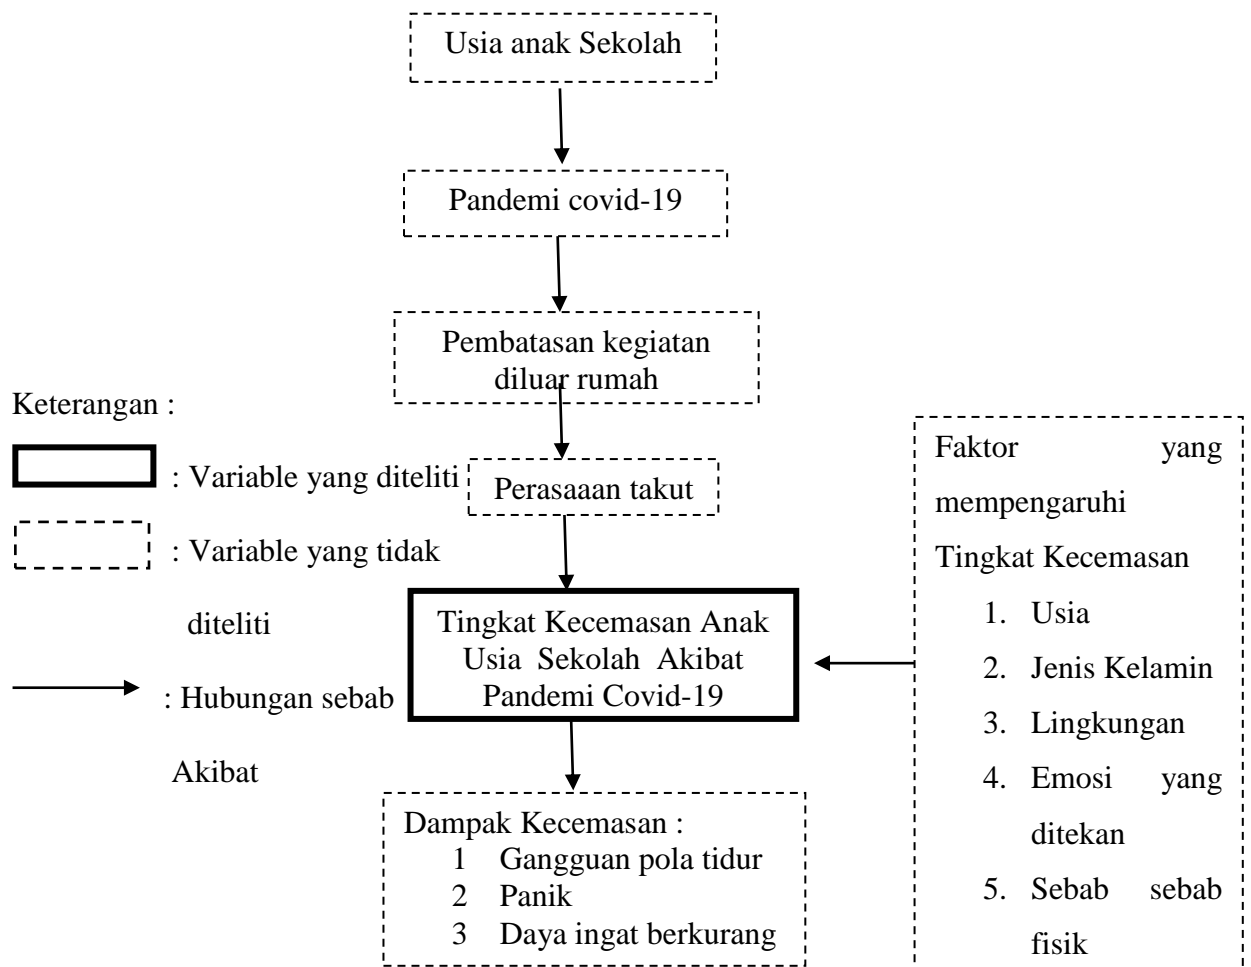 Usia anak Sekolah
Pandemi covid-19
Pembatasan kegiatan
diluar rumah
Perasaaan takut
Tingkat Kecemasan Anak
Usia Sekolah Akibat
Pandemi Covid-19
Dampak Kecemasan :
1 Gangguan pola tidur
2 Panik
3 Daya ingat berkurang
Keterangan :
: Variable yang diteliti
: Variable yang tidak
diteliti
: Hubungan sebab
Akibat
Faktor yang
mempengaruhi
Tingkat Kecemasan
1. Usia
2. Jenis Kelamin
3. Lingkungan
4. Emosi yang
ditekan
5. Sebab sebab
fisik